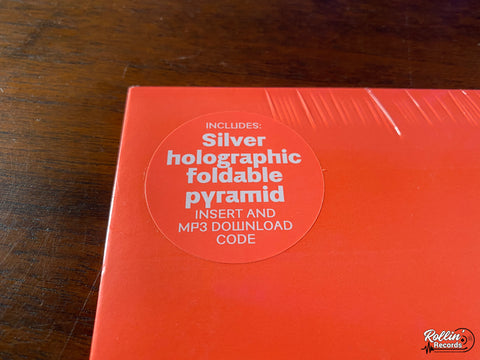 INCLUDES:
Silver
holographic
foldable
pyramid
INSERT AND
MP3 DOWNLOAD
CODE
Rollin'
Records